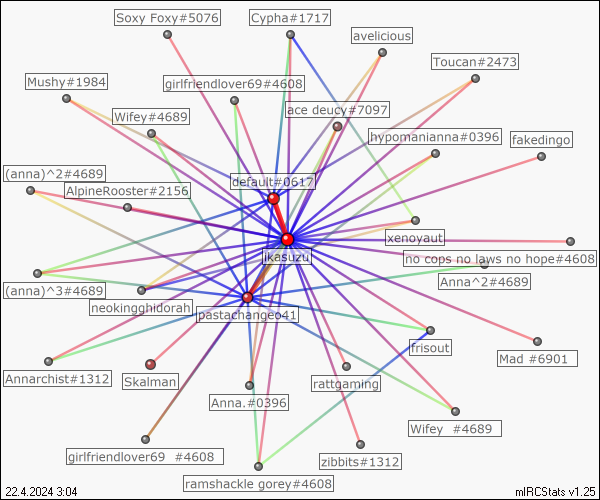 Soxy Foxy#5076
Cypha#1717
avelicious
Toucan#2473
Mushy#1984
girlfriendlover69#4608
ace deucy#7097
Wifey#4689
hypomanianna#0396
fakedingo
(anna)^2#4689
AlpineRooster#2156
default#0617
xenoyaut
ikasuzu
no cops no laws no hope#4608
Anna^2#4689
(anna)^3#4689
neokingghidorah
pastachangeo41
frisout
Mad #6901
Annarchist#1312
Skalman
Anna.#0396
rattgaming
Wifey #4689
girlfriendlover69 #4608
zibbits#1312
ramshackle gorey#4608
22.4.2024 3:04
mIRCStats v1.25